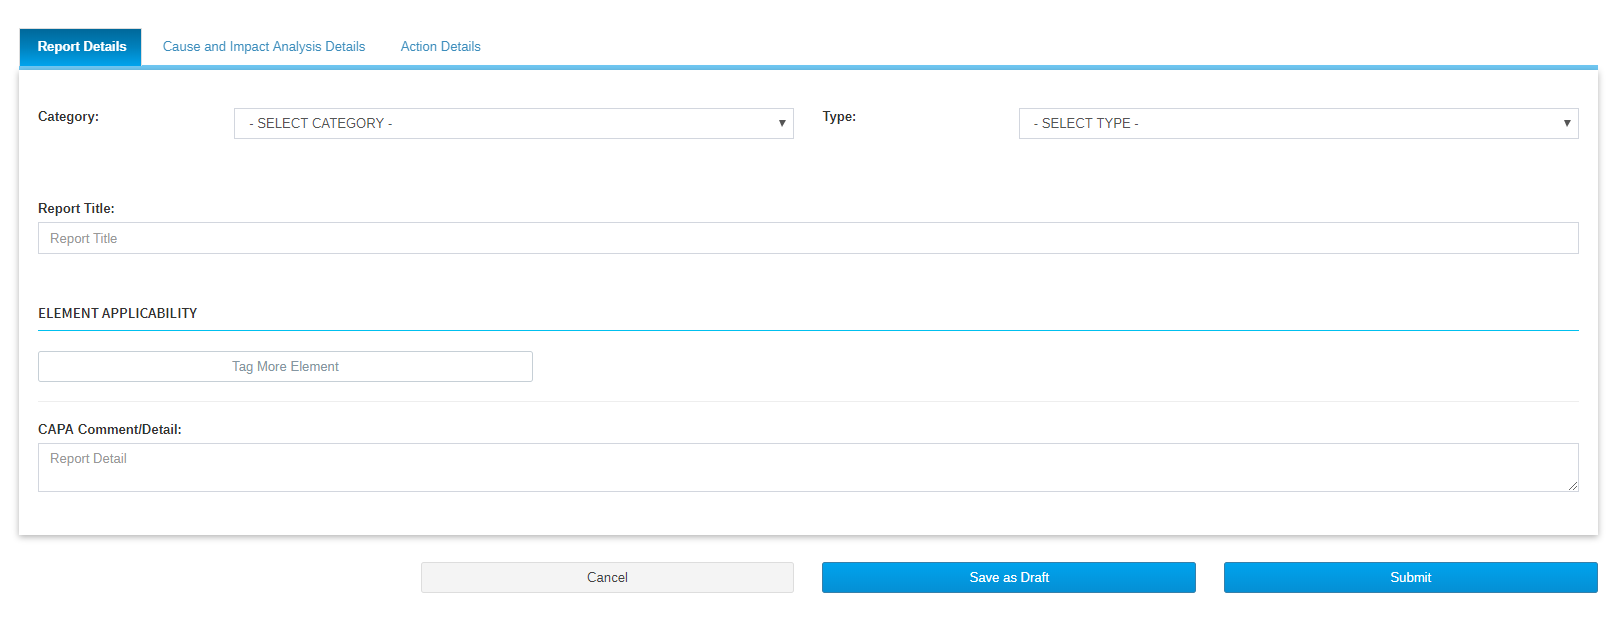 Report Details Cause and Impact Analysis Details Action Details
Category: - SELECT CATEGORY - Type: - SELECT TYPE -
Report Title:
Report Title
ELEMENT APPLICABILITY
Tag More Element
CAPA Comment/Detail:
Report Detail
Cancel Save as Draft Submit